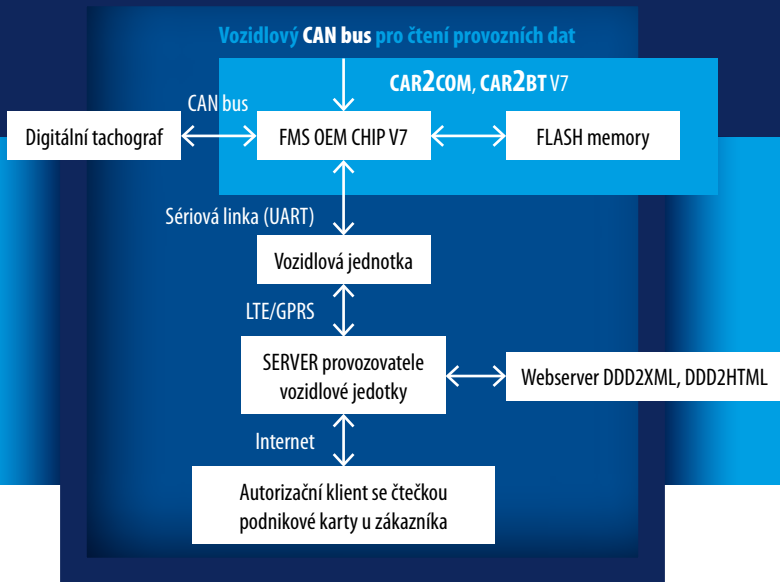 Vozidlový CAN bus pro čtení provozních dat
CAR2COM, CAR2BT V7
CAN bus
Digitální tachograf
FMS OEM CHIP V7
FLASH memory
Sériová linka (UART)
Vozidlová jednotka
LTE/GPRS
SERVER provozovatele
vozidlové jedotky
Webserver DDD2XML, DDD2HTML
Internet
Autorizační klient se čtečkou
podnikové karty u zákazníka